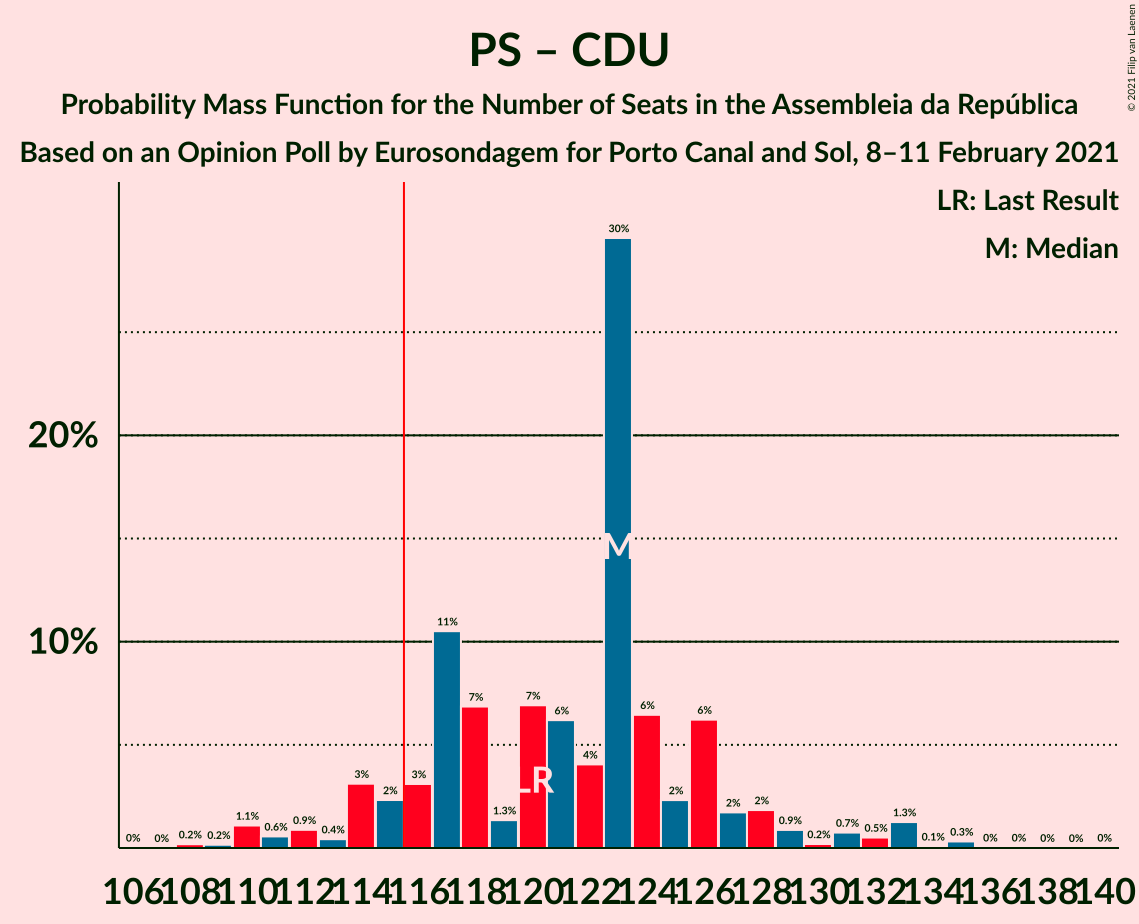 © 2021 Filip van Laenen
PS – CDU
Probability Mass Function for the Number of Seats in the Assembleia da República
Based on an Opinion Poll by Eurosondagem for Porto Canal and Sol, 8–11 February 2021
LR: Last Result
M: Median
20%
10%
0% 0% 0.2% 0.2% 1.1% 0.6% 0.9% 0.4% 3% 2% 3% 11% 7% 1.3% 7% 6% 4% 30% 6% 2% 6% 2% 2% 0.9% 0.2% 0.7% 0.5% 1.3% 0.1% 0.3% 0% 0% 0% 0% 0%
LR
M
106 108 110 112 114 116 118 120 122 124 126 128 130 132 134 136 138 140